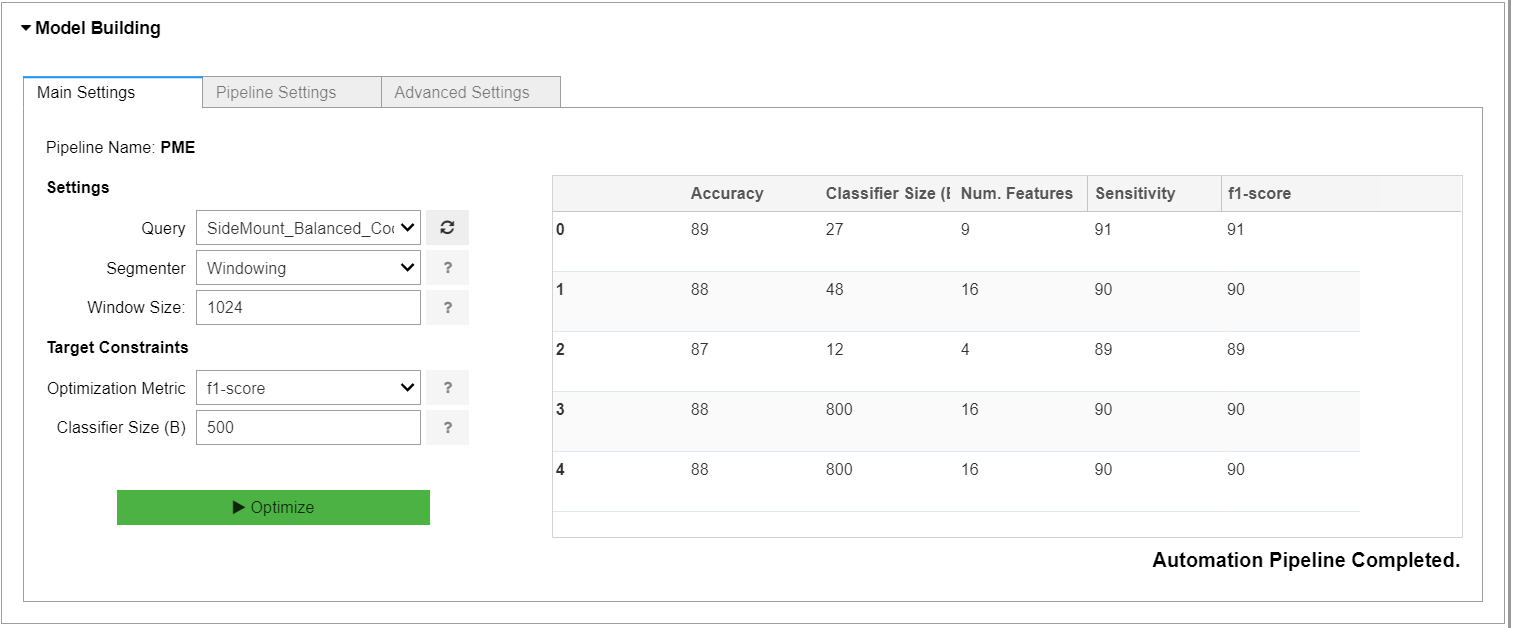 Model Building
Main Settings
Pipeline Settings
Advanced Settings
Pipeline Name: PME
Settings
Query SideMount_Balanced_Co
Segmenter Windowing ?
Window Size: 1024 ?
Target Constraints
Optimization Metric f1-score ?
Classifier Size (B) 500 ?
Optimize
Accuracy Classifier Size ( Num. Features Sensitivity f1-score
0 89 27 9 91 91
1 88 48 16 90 90
2 87 12 4 89 89
3 88 800 16 90 90
4 88 800 16 90 90
Automation Pipeline Completed.